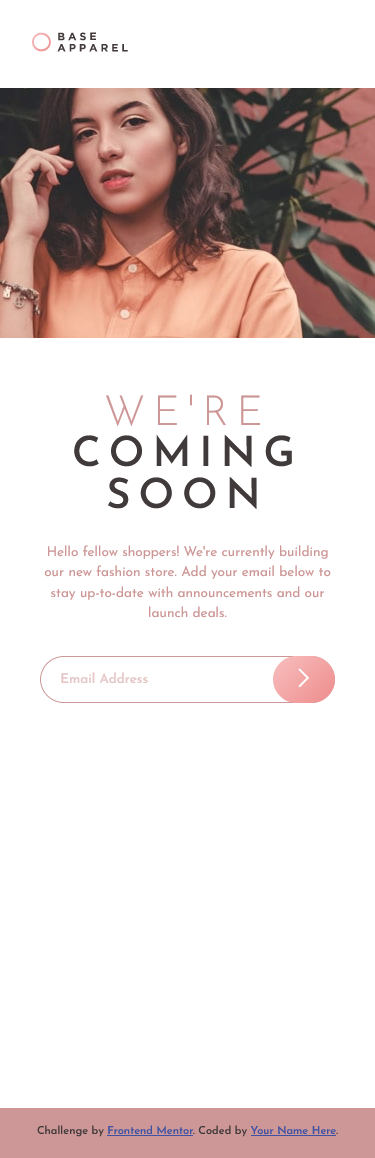 BASE
APPAREL
WE'RE
COMING
SOON
Hello fellow shoppers! We're currently building
our new fashion store. Add your email below to
stay up-to-date with announcements and our
launch deals.
Email Address
Challenge by Frontend Mentor. Coded by Your Name Here.